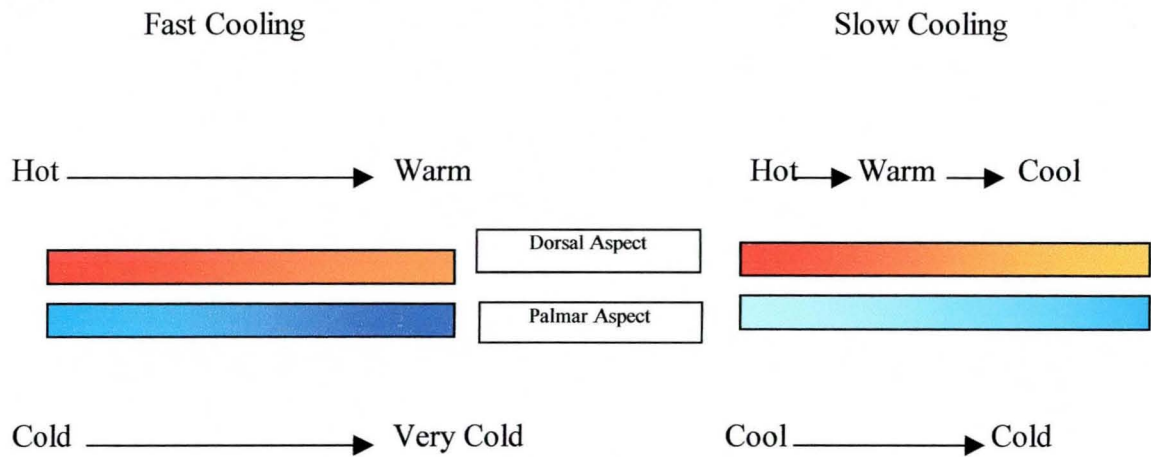 Fast Cooling
Slow Cooling
Hot
Warm
Hot
Warm
Cool
Dorsal Aspect
Palmar Aspect
Cold
Very Cold
Cool
Cold